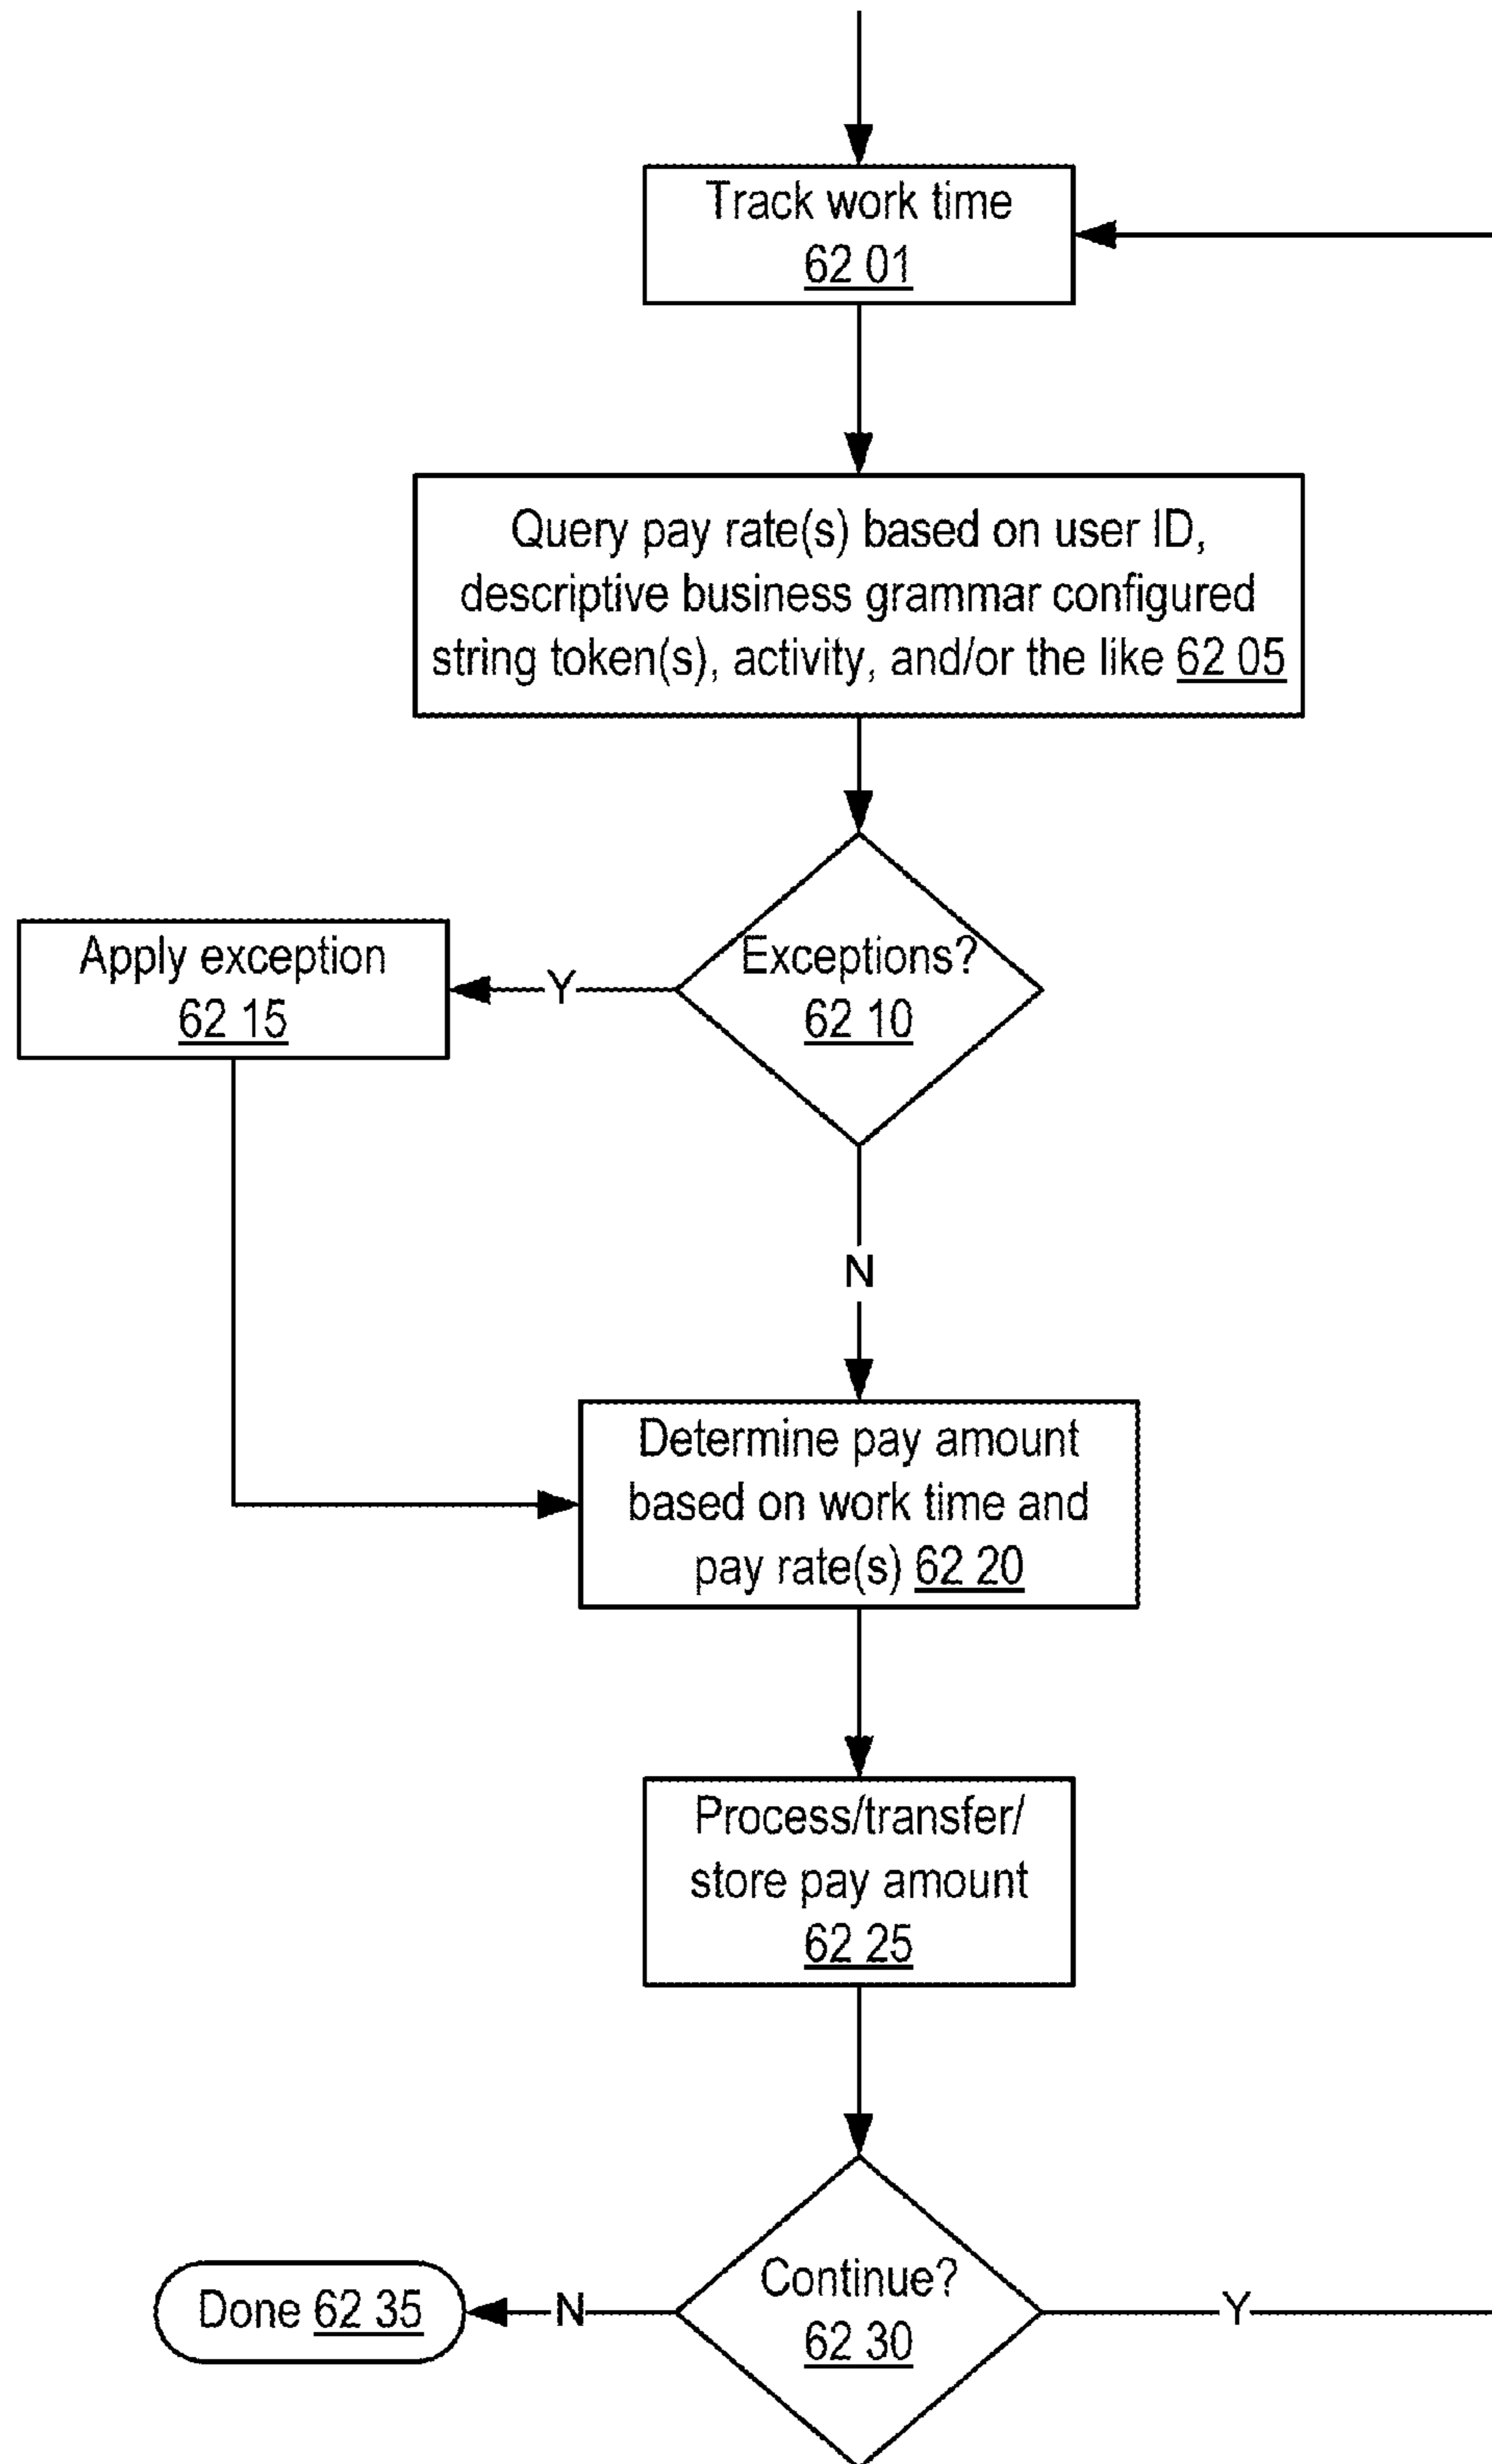 Track work time
62 01
Query pay rate(s) based on user ID,
descriptive business grammar configured
string token(s), activity, and/or the like 62 05
Exceptions?
62 10
Y
Apply exception
62 15
N
Determine pay amount
based on work time and
pay rate(s) 62 20
Process/transfer/
store pay amount
62 25
Continue?
62 30
N
Done 62 35
Y